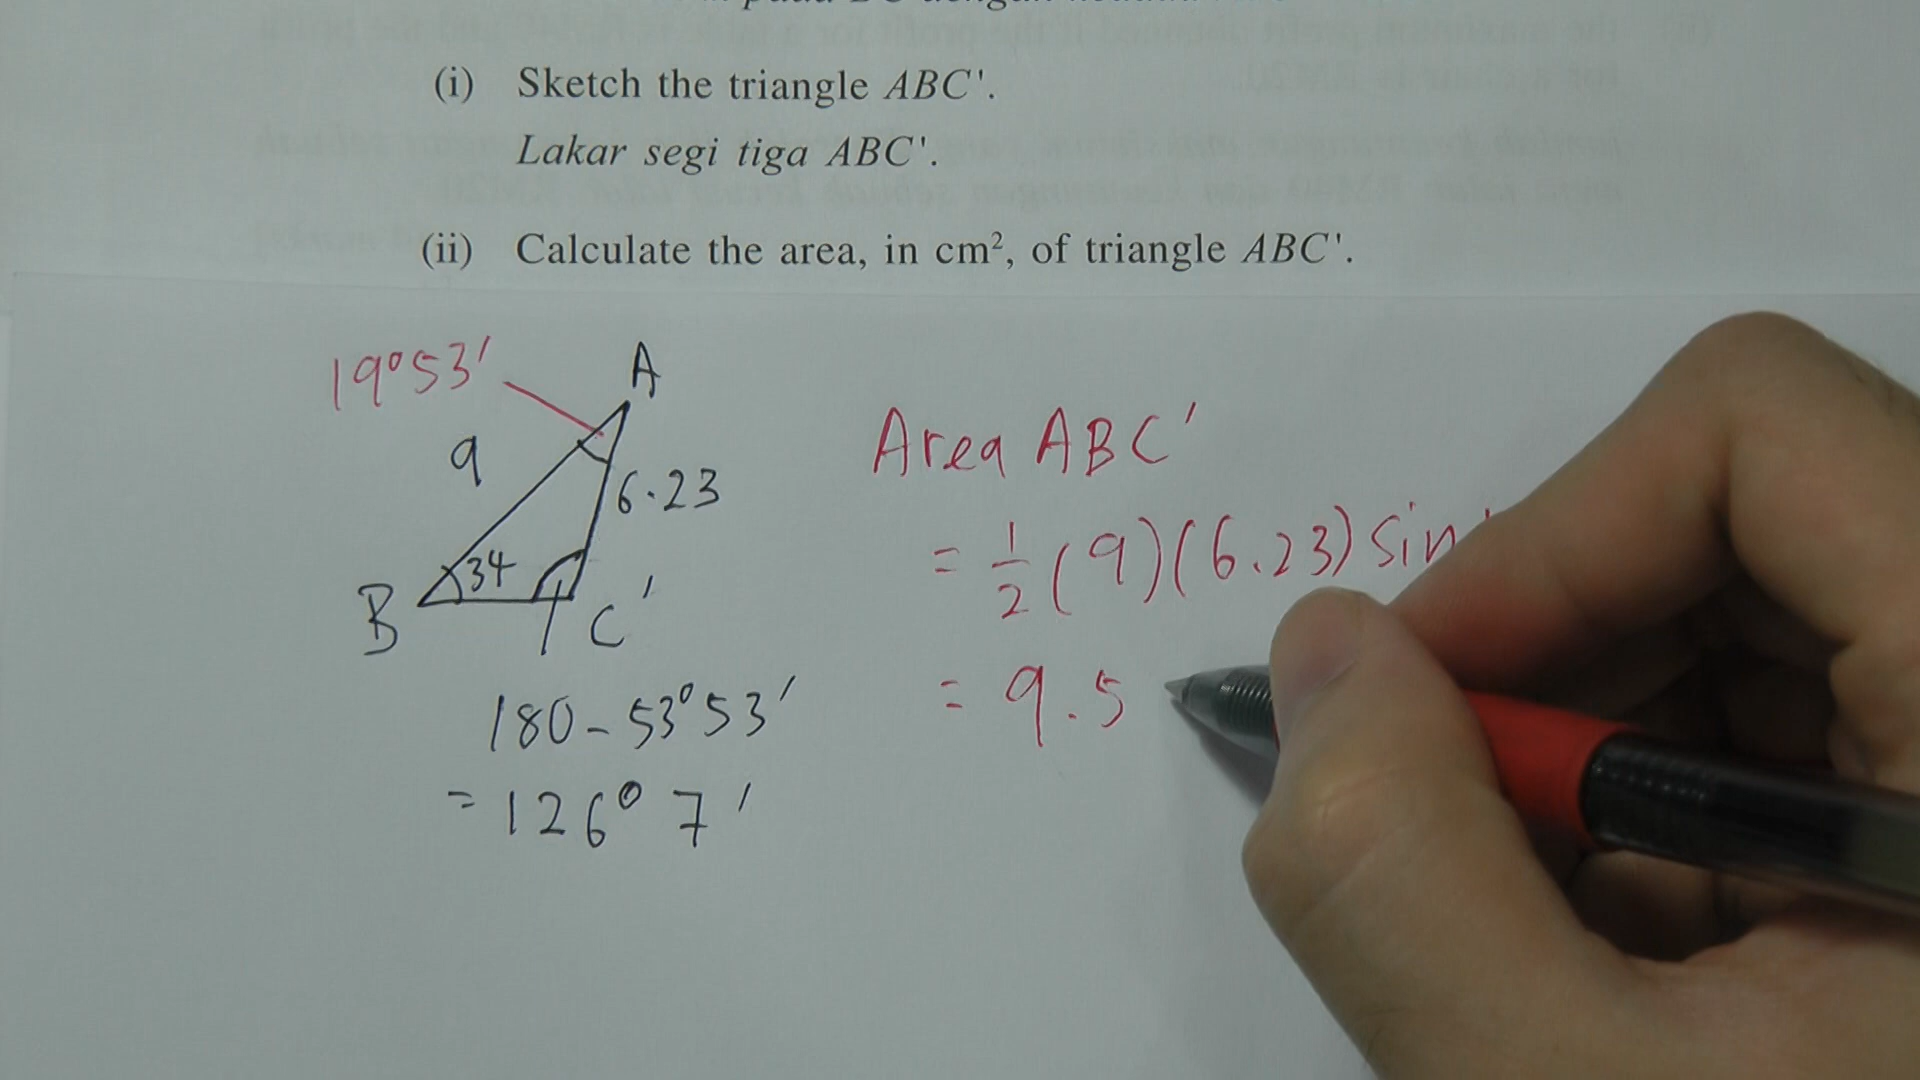 (i) Sketch the triangle ABC'.
Lakar segi tiga ABC'.
(ii) Calculate the area, in cm², of triangle ABC'.
19°53'
A
9
6.23
34
B
C'
180 - 53°53'
= 126° 7'
Area ABC'
= 1/2 (9)(6.23) sin
= 9.5